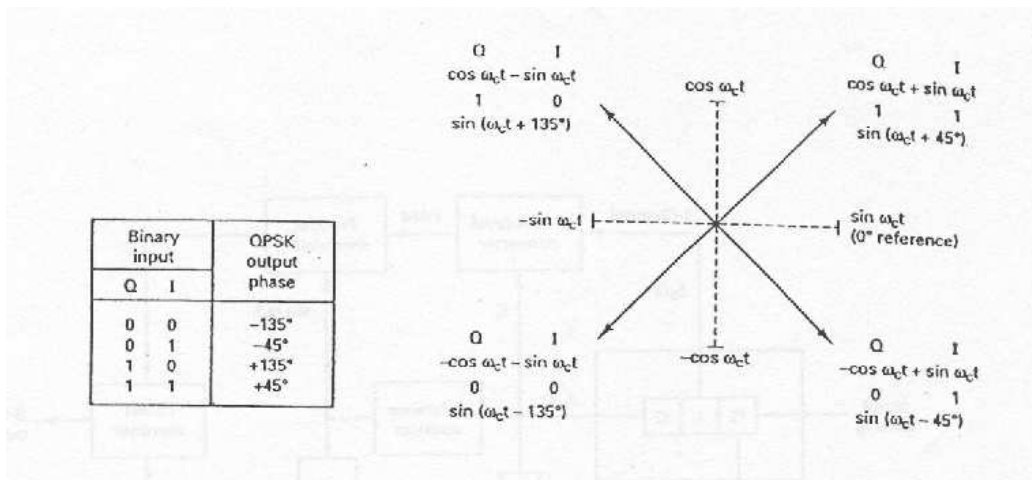 Binary input
QPSK output phase
Q I
0 0 −135°
0 1 −45°
1 0 +135°
1 1 +45°
Q I
cos ωct − sin ωct
1 0
sin (ωct + 135°)
cos ωct
Q I
cos ωct + sin ωct
1 1
sin (ωct + 45°)
−sin ωct
sin ωct
(0° reference)
Q I
−cos ωct − sin ωct
0 0
sin (ωct − 135°)
−cos ωct
Q I
−cos ωct + sin ωct
0 1
sin (ωct − 45°)